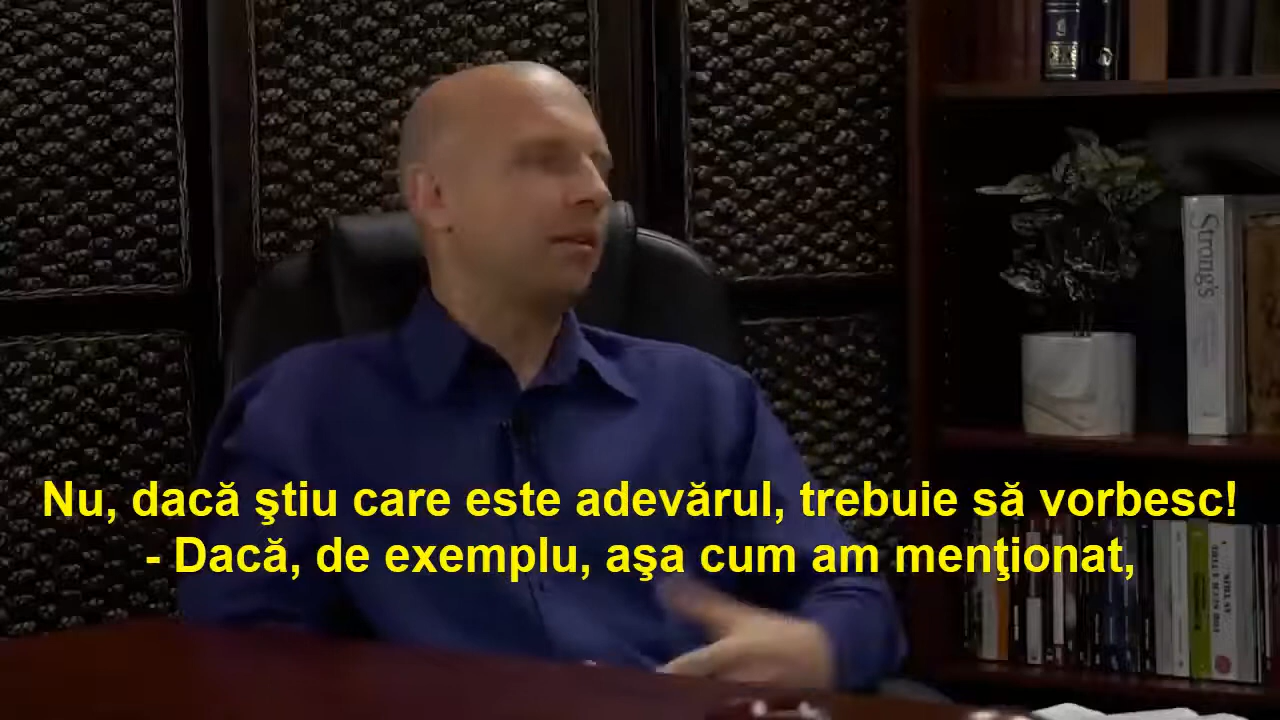 Strong's
Nu, dacă ştiu care este adevărul, trebuie să vorbesc!
- Dacă, de exemplu, aşa cum am menţionat,